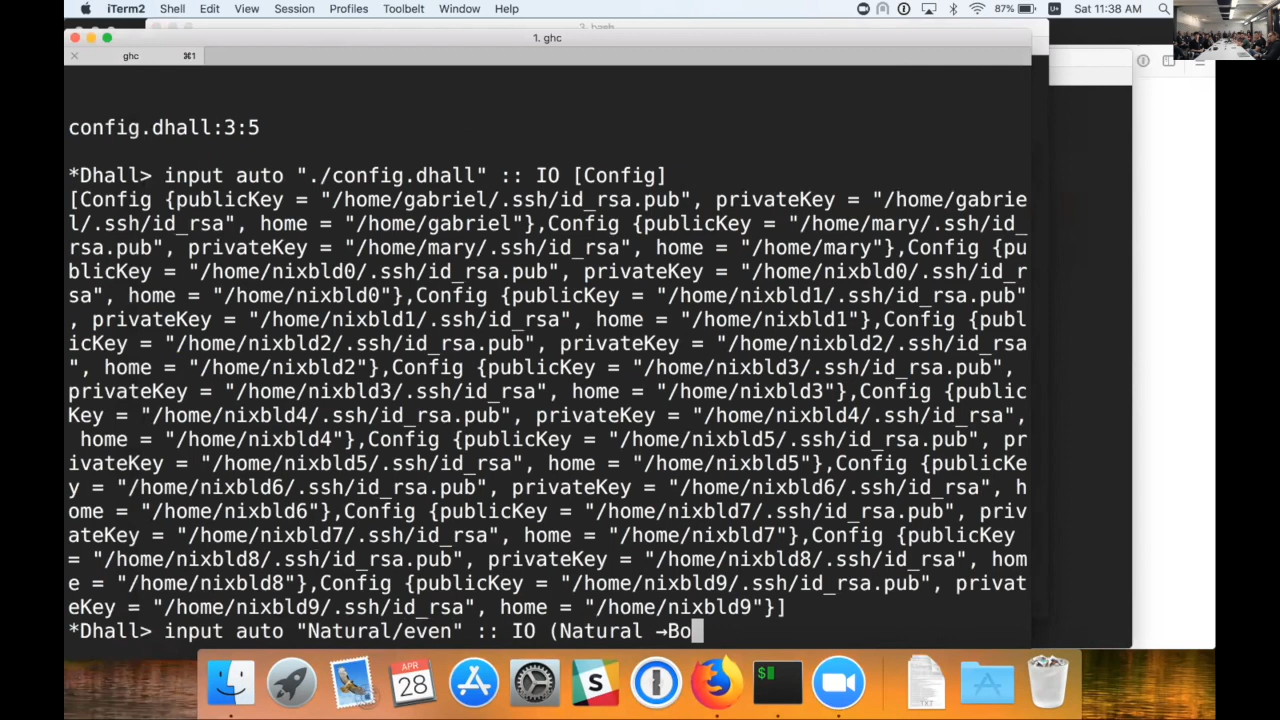 iTerm2 Shell Edit View Session Profiles Toolbelt Window Help 87% U+ Sat 11:38 AM
3. bash
1. ghc
ghc ⌘1
config.dhall:3:5
*Dhall> input auto "./config.dhall" :: IO [Config]
[Config {publicKey = "/home/gabriel/.ssh/id_rsa.pub", privateKey = "/home/gabrie
l/.ssh/id_rsa", home = "/home/gabriel"},Config {publicKey = "/home/mary/.ssh/id_
rsa.pub", privateKey = "/home/mary/.ssh/id_rsa", home = "/home/mary"},Config {pu
blicKey = "/home/nixbld0/.ssh/id_rsa.pub", privateKey = "/home/nixbld0/.ssh/id_r
sa", home = "/home/nixbld0"},Config {publicKey = "/home/nixbld1/.ssh/id_rsa.pub"
, privateKey = "/home/nixbld1/.ssh/id_rsa", home = "/home/nixbld1"},Config {publ
icKey = "/home/nixbld2/.ssh/id_rsa.pub", privateKey = "/home/nixbld2/.ssh/id_rsa
", home = "/home/nixbld2"},Config {publicKey = "/home/nixbld3/.ssh/id_rsa.pub",
privateKey = "/home/nixbld3/.ssh/id_rsa", home = "/home/nixbld3"},Config {public
Key = "/home/nixbld4/.ssh/id_rsa.pub", privateKey = "/home/nixbld4/.ssh/id_rsa",
home = "/home/nixbld4"},Config {publicKey = "/home/nixbld5/.ssh/id_rsa.pub", pr
ivateKey = "/home/nixbld5/.ssh/id_rsa", home = "/home/nixbld5"},Config {publicKe
y = "/home/nixbld6/.ssh/id_rsa.pub", privateKey = "/home/nixbld6/.ssh/id_rsa", h
ome = "/home/nixbld6"},Config {publicKey = "/home/nixbld7/.ssh/id_rsa.pub", priv
ateKey = "/home/nixbld7/.ssh/id_rsa", home = "/home/nixbld7"},Config {publicKey
= "/home/nixbld8/.ssh/id_rsa.pub", privateKey = "/home/nixbld8/.ssh/id_rsa", hom
e = "/home/nixbld8"},Config {publicKey = "/home/nixbld9/.ssh/id_rsa.pub", privat
eKey = "/home/nixbld9/.ssh/id_rsa", home = "/home/nixbld9"}]
*Dhall> input auto "Natural/even" :: IO (Natural →Bo
APR
28
S
$
TXT